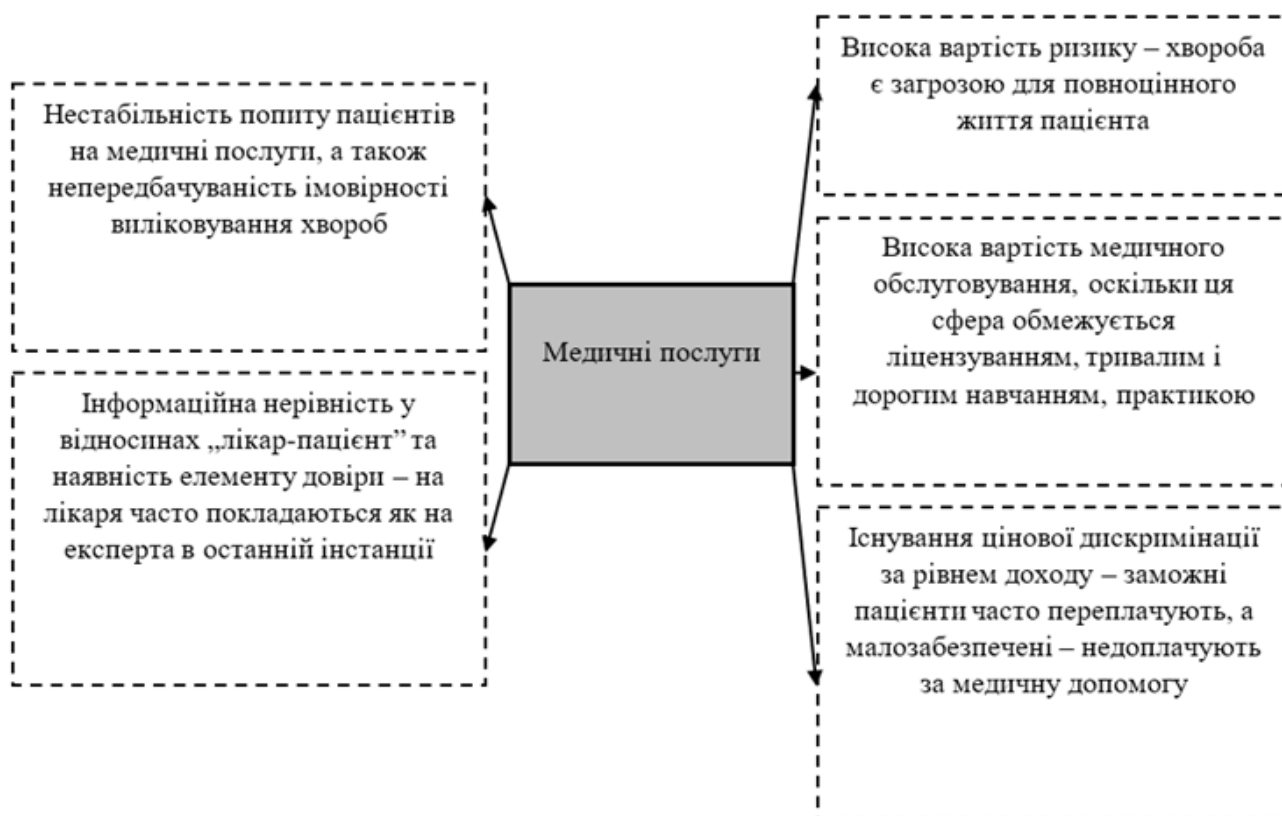 Нестабільність попиту пацієнтів
на медичні послуги, а також
непередбачуваність імовірності
виліковування хвороб
Інформаційна нерівність у
відносинах „лікар-пацієнт” та
наявність елементу довіри – на
лікаря часто покладаються як на
експерта в останній інстанції
Медичні послуги
Висока вартість ризику – хвороба
є загрозою для повноцінного
життя пацієнта
Висока вартість медичного
обслуговування, оскільки ця
сфера обмежується
ліцензуванням, тривалим і
дорогим навчанням, практикою
Існування цінової дискримінації
за рівнем доходу – заможні
пацієнти часто переплачують, а
малозабезпечені – недоплачують
за медичну допомогу